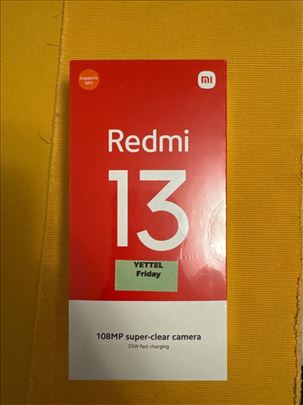 Supports
NFC
mi
Redmi
13
YETTEL
Friday
108MP super-clear camera
33W fast charging